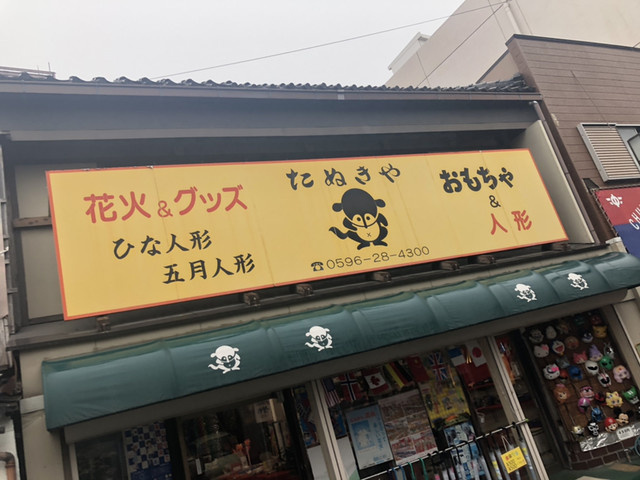 花火&グッズ
ひな人形
五月人形
たぬきや
☎0596-28-4300
おもちゃ
&
人形